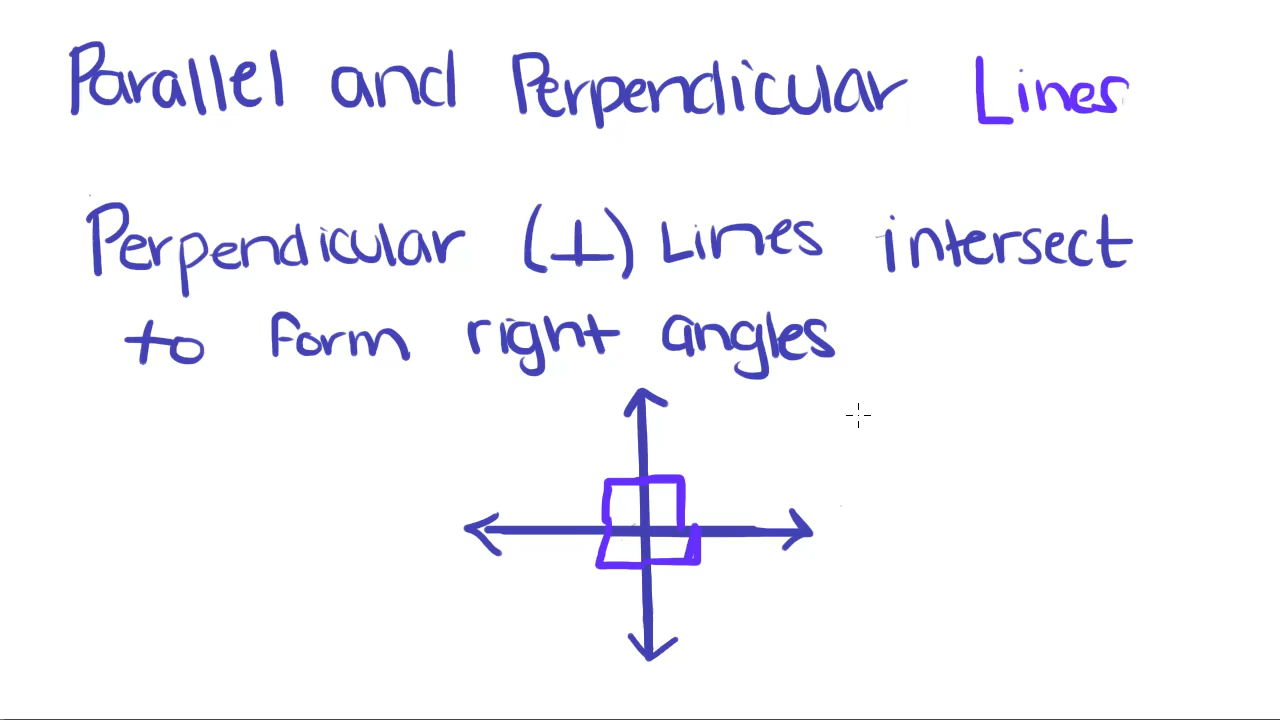 Parallel and Perpendicular Lines
Perpendicular (⊥) Lines intersect
to form right angles